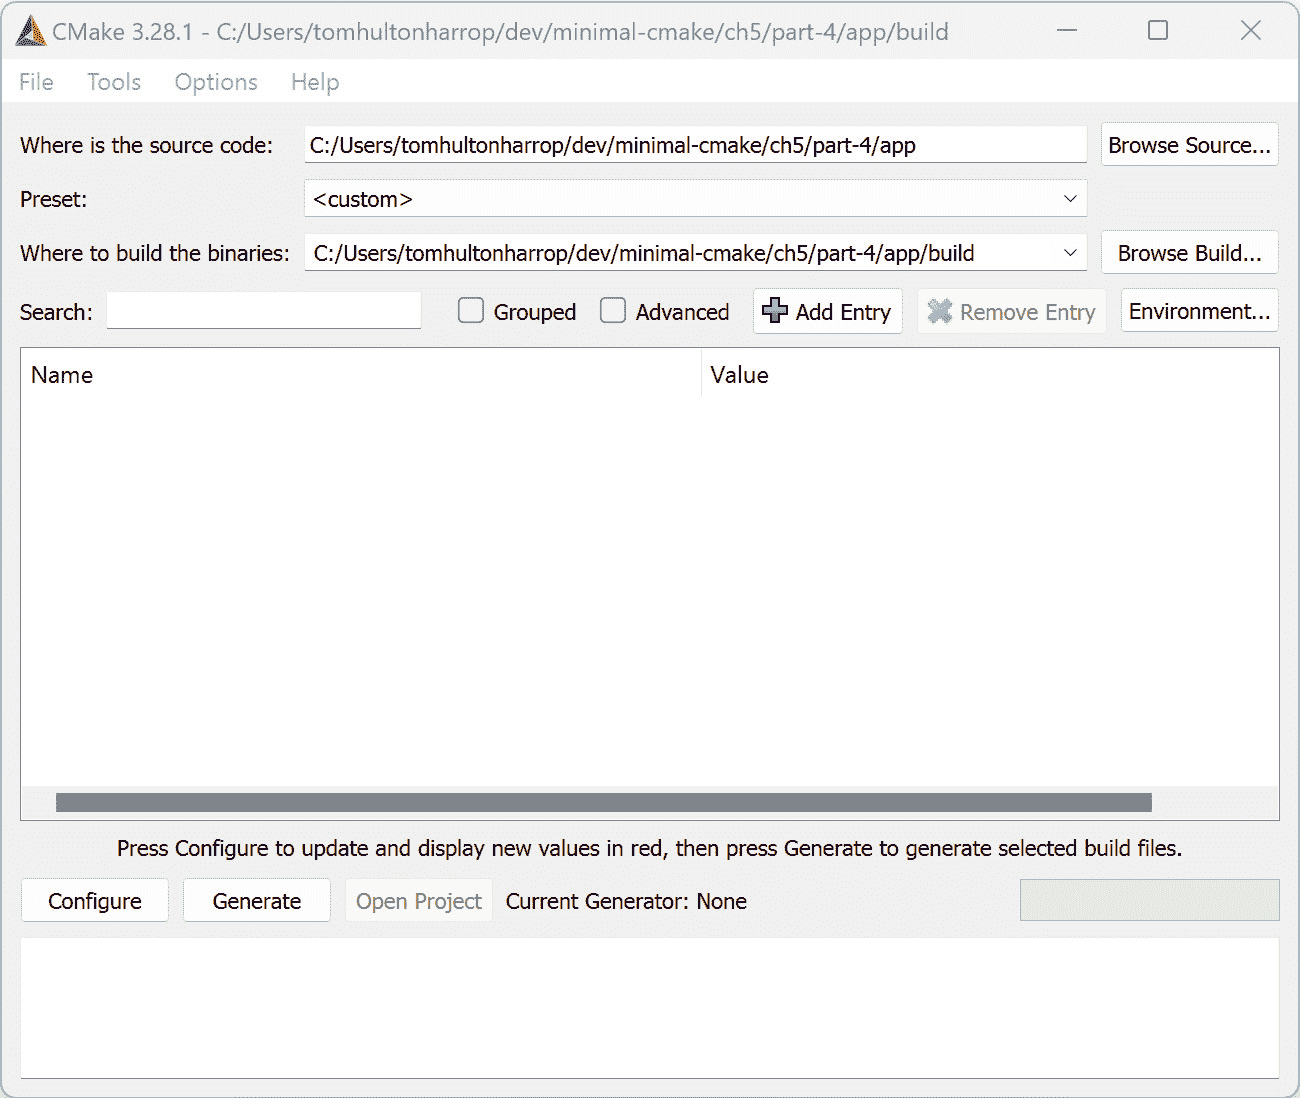 CMake 3.28.1 - C:/Users/tomhultonharrop/dev/minimal-cmake/ch5/part-4/app/build
File Tools Options Help
Where is the source code: C:/Users/tomhultonharrop/dev/minimal-cmake/ch5/part-4/app Browse Source...
Preset: <custom>
Where to build the binaries: C:/Users/tomhultonharrop/dev/minimal-cmake/ch5/part-4/app/build Browse Build...
Search: Grouped Advanced Add Entry Remove Entry Environment...
Name Value
Press Configure to update and display new values in red, then press Generate to generate selected build files.
Configure Generate Open Project Current Generator: None